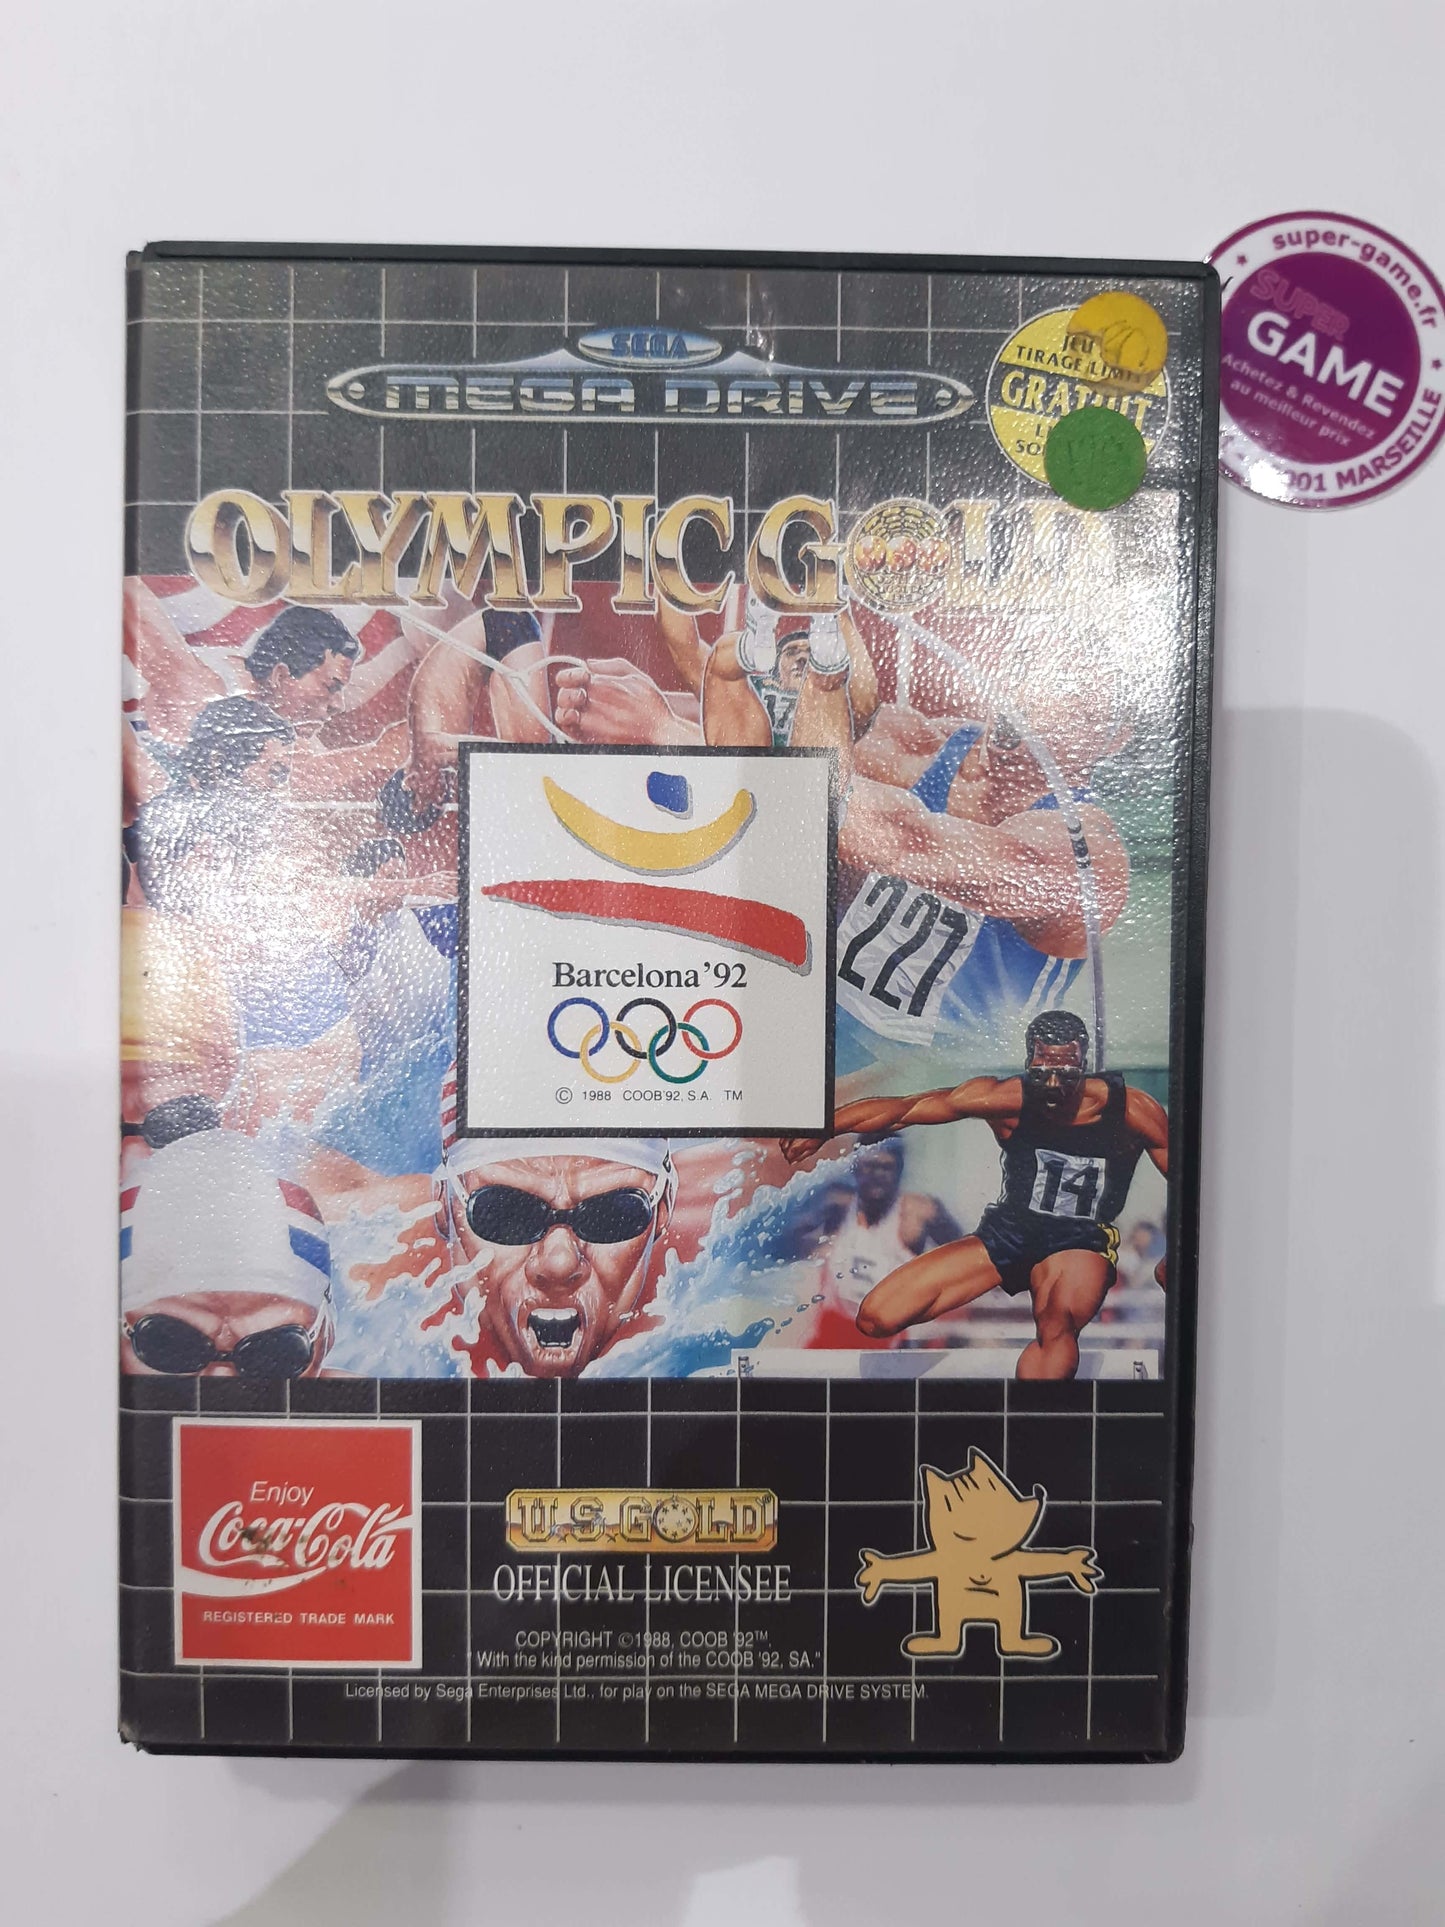 super-game.fr
SUPER
GAME
Achetez & Revendez
au meilleur prix
001 MARSEILLE
SEGA
MEGA DRIVE
JEU
TIRAGE
GRATUIT
OLYMPIC GOLD
17
227
Barcelona '92
© 1988 COOB'92, S.A. TM
14
Enjoy
Coca-Cola
REGISTERED TRADE MARK
U.S. GOLD®
OFFICIAL LICENSEE
COPYRIGHT ©1988, COOB '92™.
"With the kind permission of the COOB '92, SA."
Licensed by Sega Enterprises Ltd., for play on the SEGA MEGA DRIVE SYSTEM.